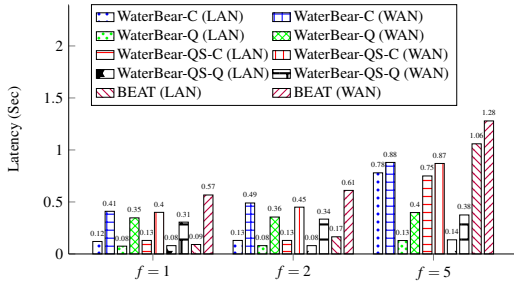 WaterBear-C (LAN) WaterBear-C (WAN)
WaterBear-Q (LAN) WaterBear-Q (WAN)
WaterBear-QS-C (LAN) WaterBear-QS-C (WAN)
WaterBear-QS-Q (LAN) WaterBear-QS-Q (WAN)
BEAT (LAN) BEAT (WAN)
Latency (Sec)
2
1
0.5
0
0.12 0.41 0.08 0.35 0.13 0.4 0.08 0.31 0.09 0.57
0.13 0.49 0.08 0.36 0.13 0.45 0.08 0.34 0.17 0.61
0.78 0.88 0.13 0.4 0.75 0.87 0.14 0.38 1.06 1.28
f = 1 f = 2 f = 5